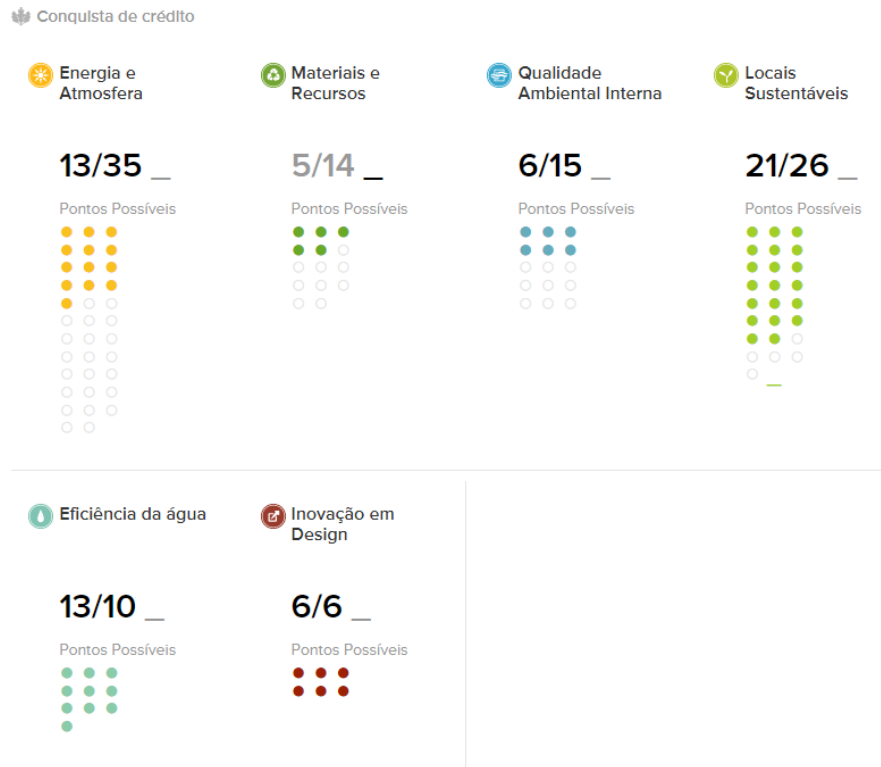 Conquista de crédito
Energia e
Atmosfera
13/35 _
Pontos Possíveis
Materiais e
Recursos
5/14 _
Pontos Possíveis
Qualidade
Ambiental Interna
6/15 _
Pontos Possíveis
Locais
Sustentáveis
21/26 _
Pontos Possíveis
_
Eficiência da água
13/10 _
Pontos Possíveis
Inovação em
Design
6/6 _
Pontos Possíveis